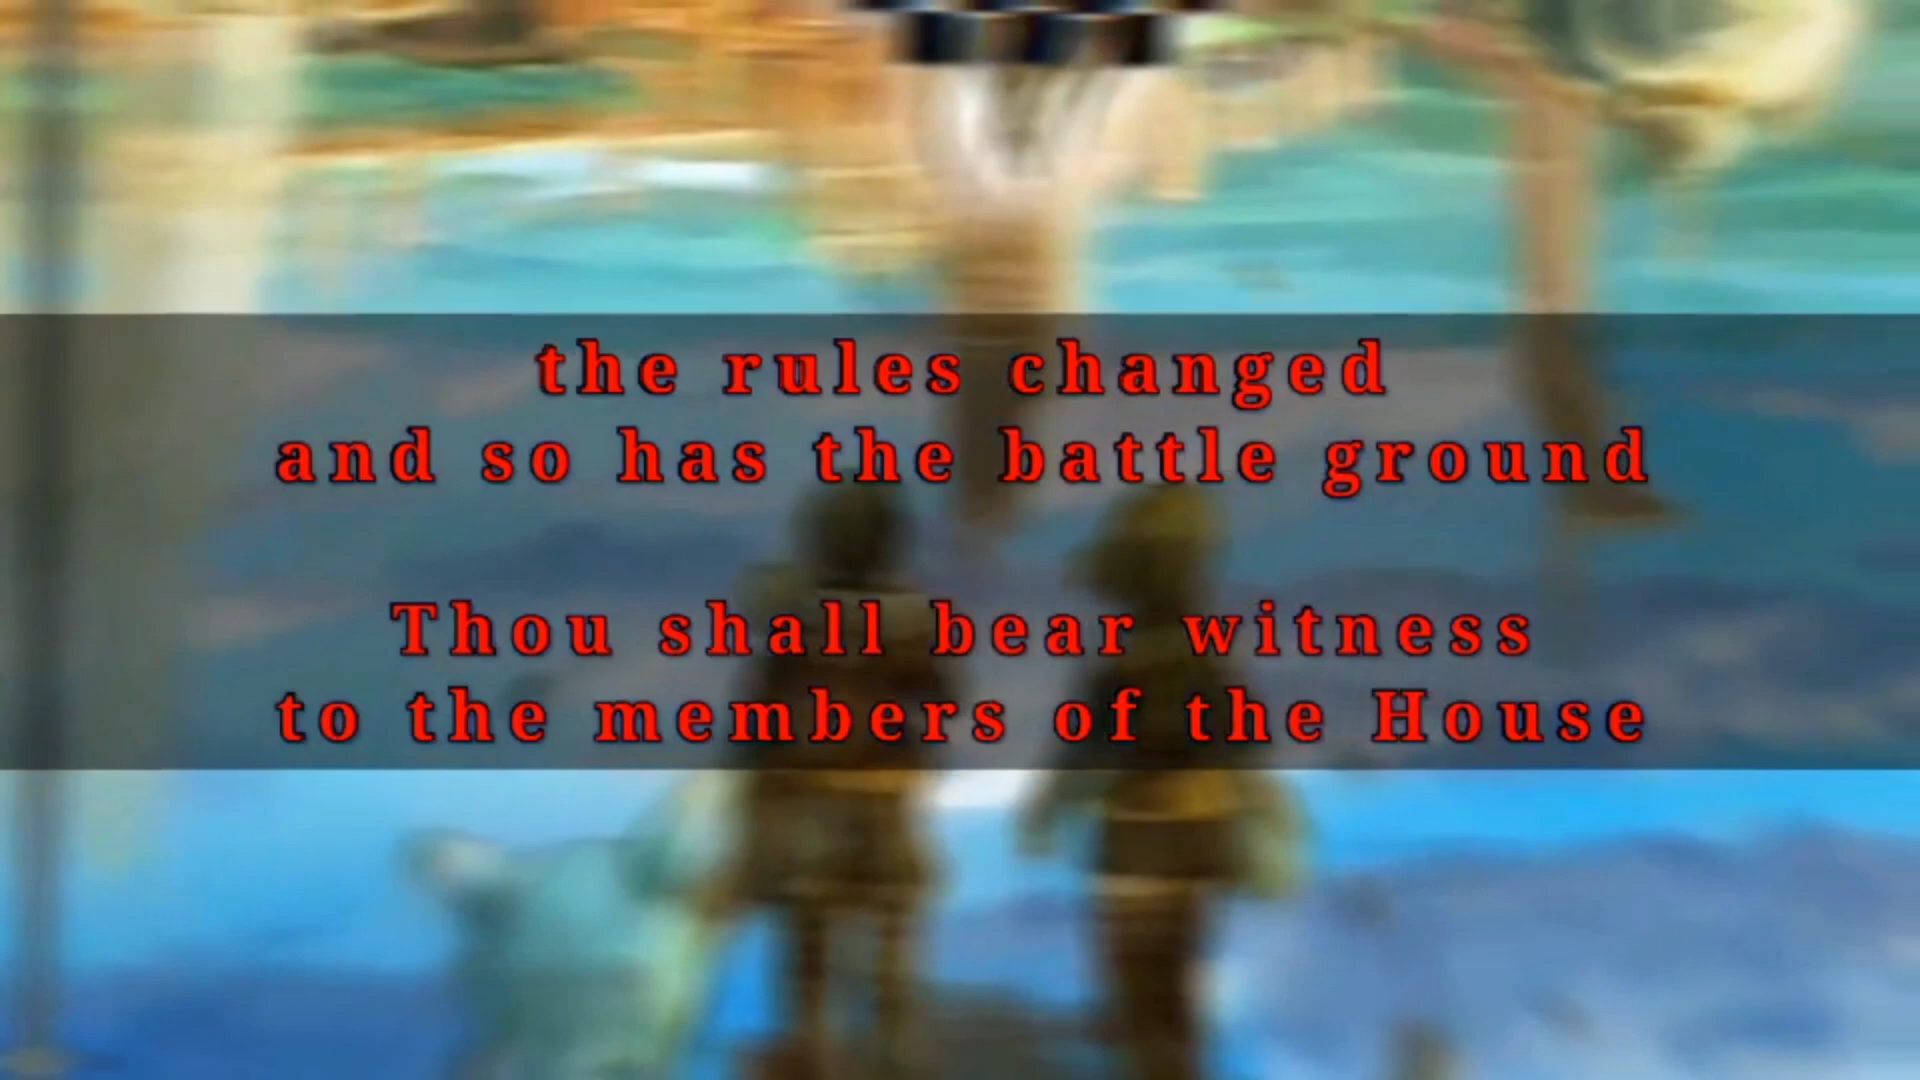 the rules changed
and so has the battle ground
Thou shall bear witness
to the members of the House